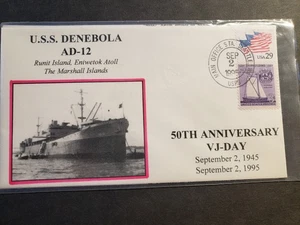 U.S.S. DENEBOLA
AD-12
Runit Island, Eniwetok Atoll
The Marshall Islands
SEP
2
USA 29
50TH ANNIVERSARY
VJ-DAY
September 2, 1945
September 2, 1995